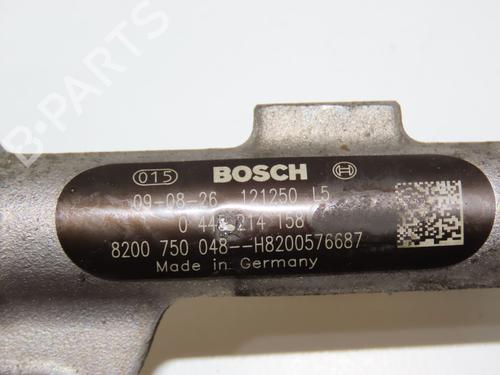 B-PARTS
015 BOSCH
09-08-26 121250 L5
0 445 214 158
8200 750 048--H8200576687
Made in Germany